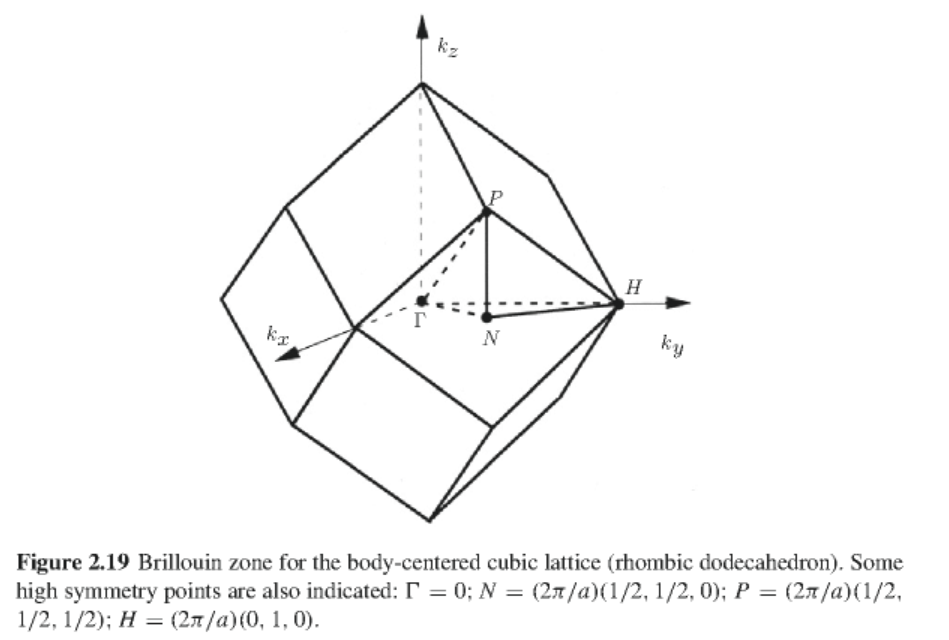 k_z
P
H
Γ
N
k_x
k_y
Figure 2.19 Brillouin zone for the body-centered cubic lattice (rhombic dodecahedron). Some
high symmetry points are also indicated: Γ = 0; N = (2π/a)(1/2, 1/2, 0); P = (2π/a)(1/2,
1/2, 1/2); H = (2π/a)(0, 1, 0).